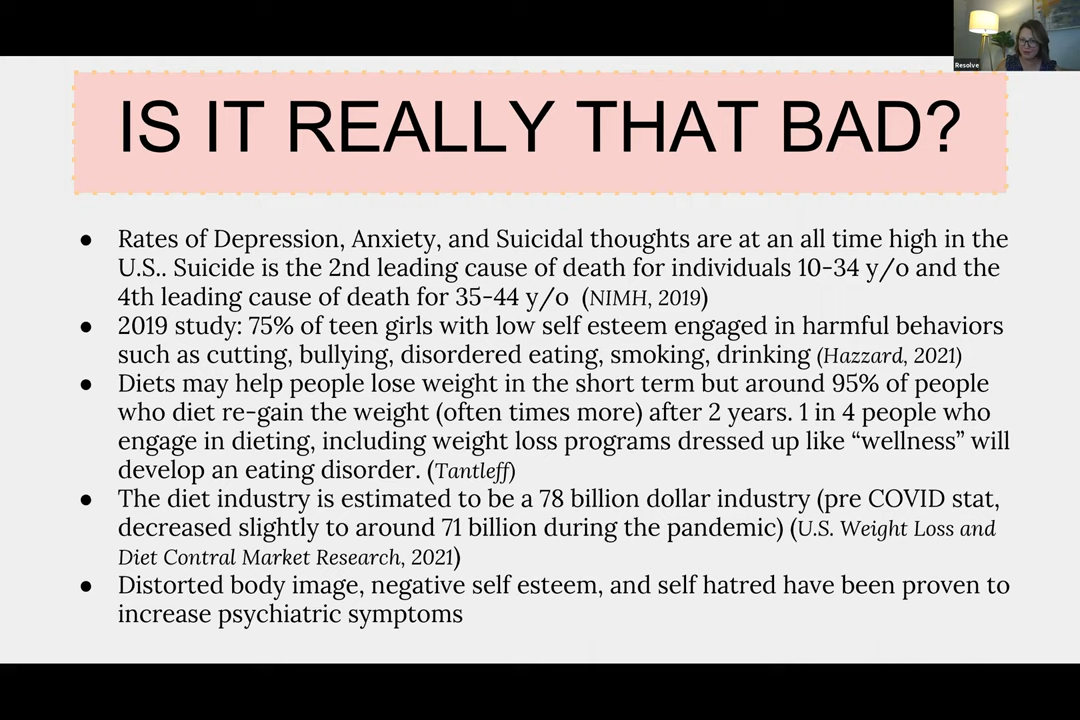 Resolve
IS IT REALLY THAT BAD?
● Rates of Depression, Anxiety, and Suicidal thoughts are at an all time high in the
U.S.. Suicide is the 2nd leading cause of death for individuals 10-34 y/o and the
4th leading cause of death for 35-44 y/o (NIMH, 2019)
● 2019 study: 75% of teen girls with low self esteem engaged in harmful behaviors
such as cutting, bullying, disordered eating, smoking, drinking (Hazzard, 2021)
● Diets may help people lose weight in the short term but around 95% of people
who diet re-gain the weight (often times more) after 2 years. 1 in 4 people who
engage in dieting, including weight loss programs dressed up like “wellness” will
develop an eating disorder. (Tantleff)
● The diet industry is estimated to be a 78 billion dollar industry (pre COVID stat,
decreased slightly to around 71 billion during the pandemic) (U.S. Weight Loss and
Diet Contral Market Research, 2021)
● Distorted body image, negative self esteem, and self hatred have been proven to
increase psychiatric symptoms